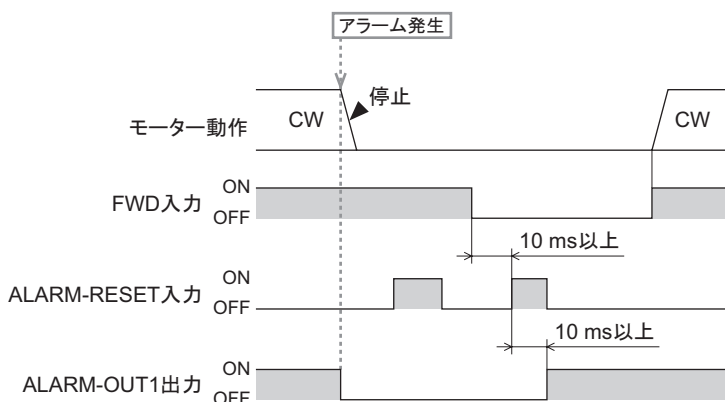 アラーム発生
停止
モーター動作
CW
CW
FWD入力
ON
OFF
10 ms以上
ALARM-RESET入力
ON
OFF
10 ms以上
ALARM-OUT1出力
ON
OFF